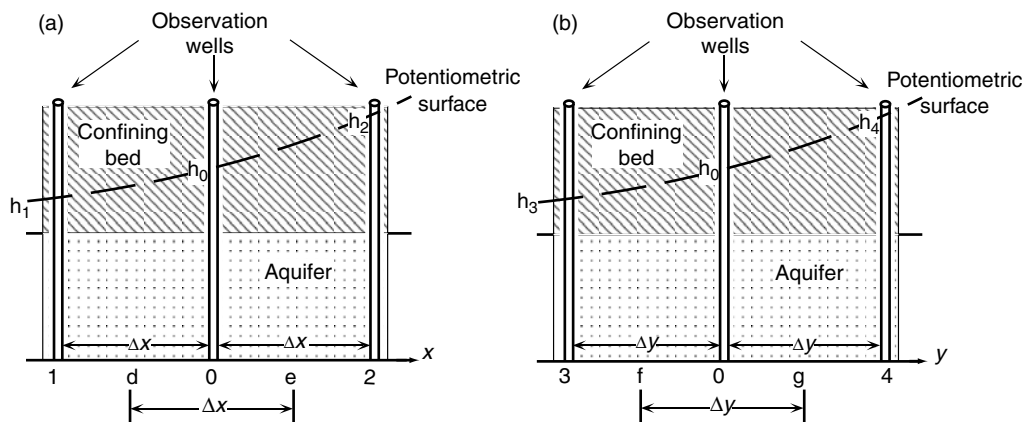 (a)
Observation
wells
Potentiometric
surface
Confining
bed
h₂
h₀
h₁
Aquifer
Δx
Δx
x
1
d
0
e
2
Δx
(b)
Observation
wells
Potentiometric
surface
Confining
bed
h₄
h₀
h₃
Aquifer
Δy
Δy
y
3
f
0
g
4
Δy